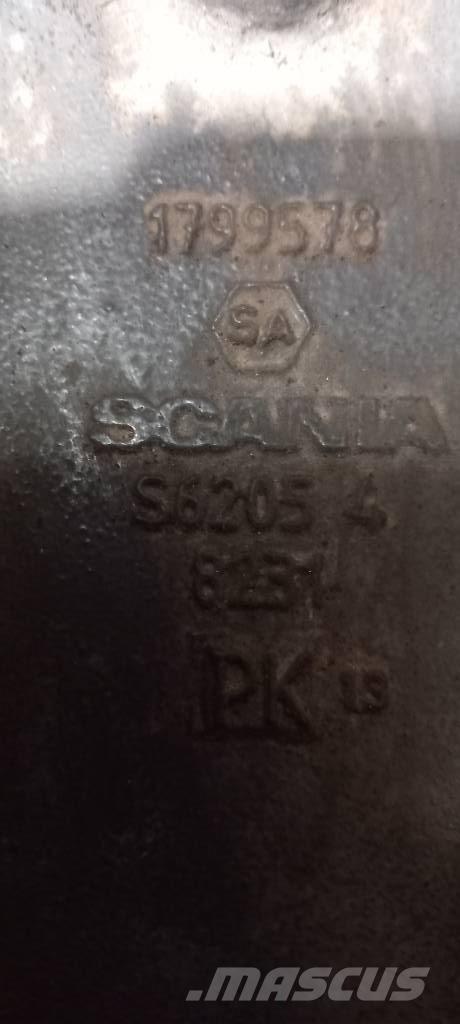 1799578
SA
SCANIA
S6205 4
PK
MASCUS